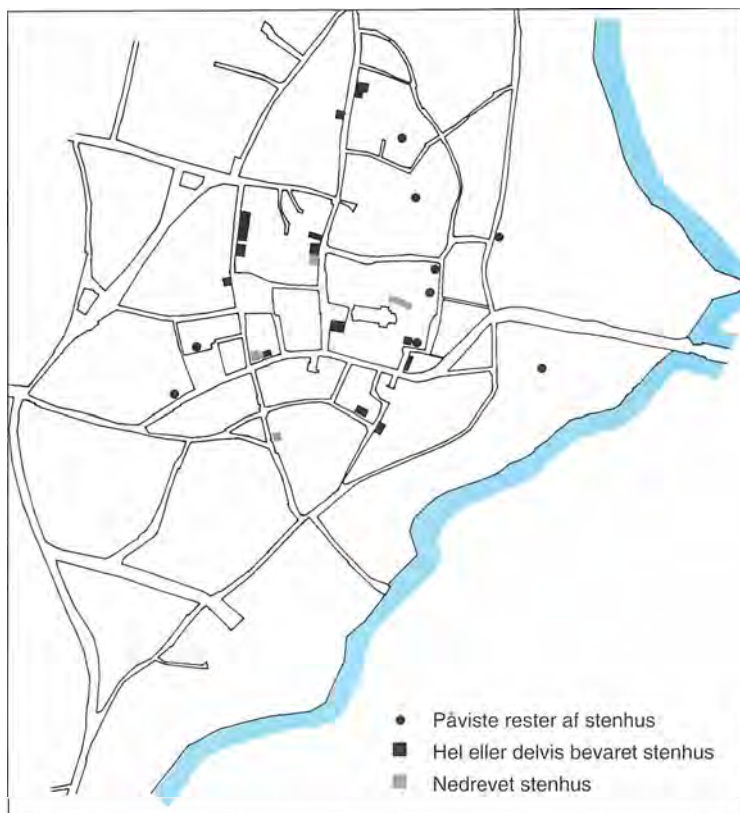 Påviste rester af stenhus
Hel eller delvis bevaret stenhus
Nedrevet stenhus